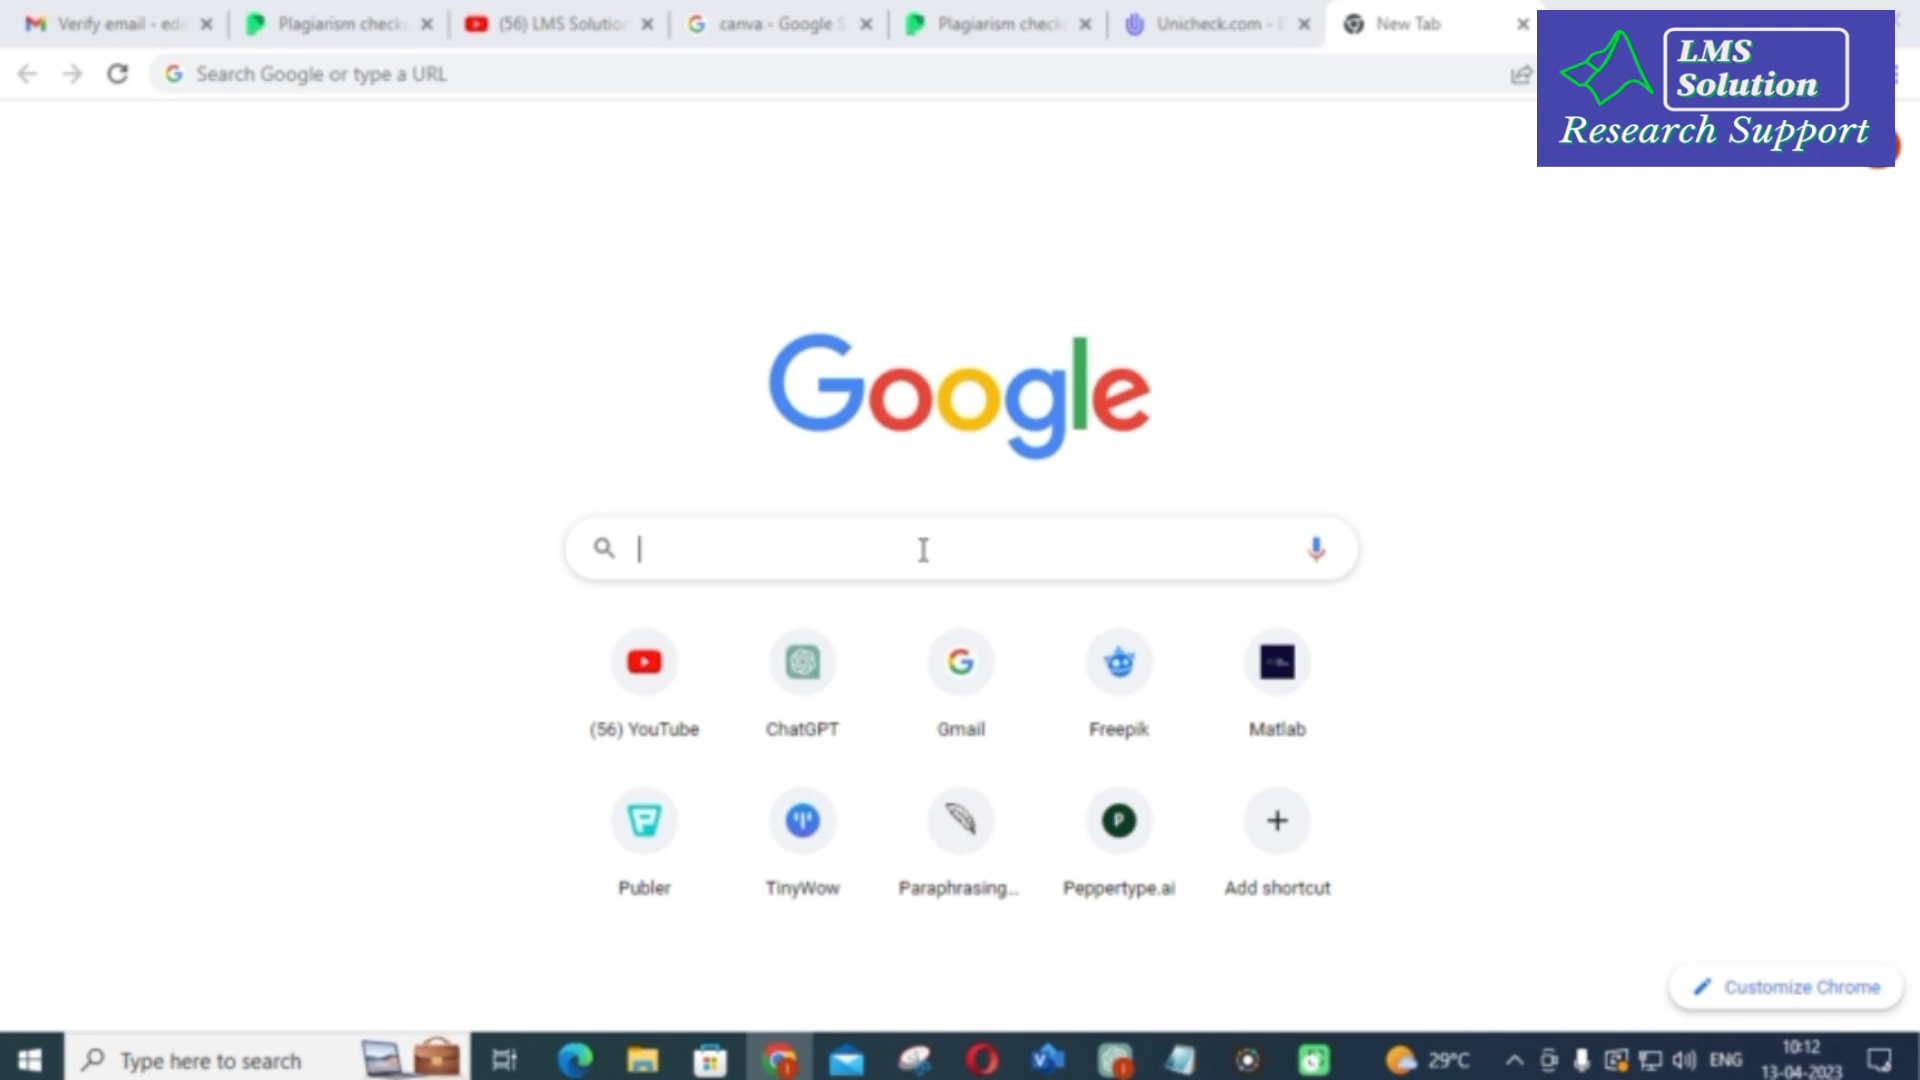 Verify email - edi
Plagiarism check
(56) LMS Solution
canva - Google S
Plagiarism check
Unicheck.com -
New Tab
Search Google or type a URL
LMS
Solution
Research Support
Google
(56) YouTube
ChatGPT
Gmail
Freepik
Matlab
Publer
TinyWow
Paraphrasing...
Peppertype.ai
Add shortcut
Customize Chrome
Type here to search
29°C
ENG
10:12
13-04-2023